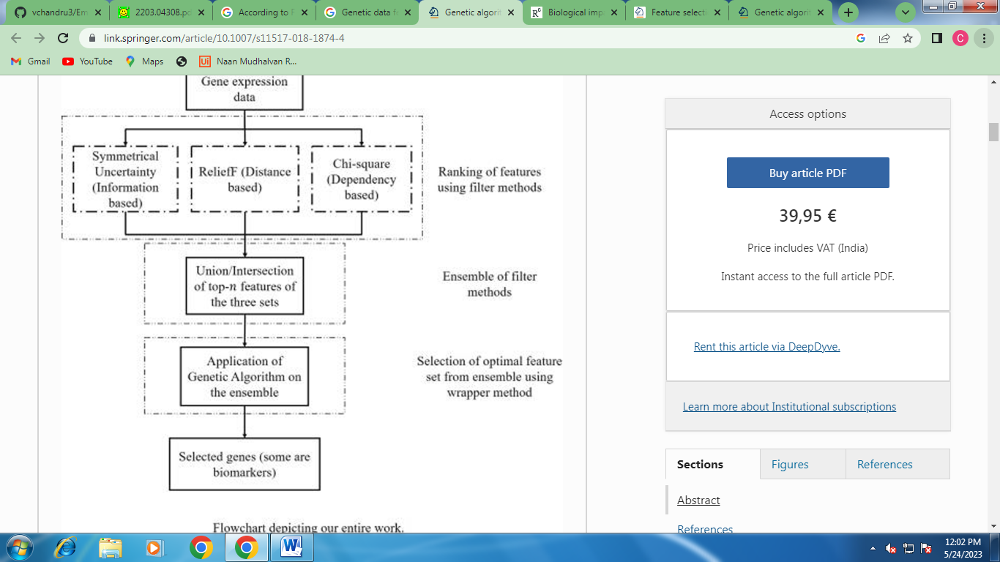 vchandru3/Em
2203.04308.pd
According to F
Genetic data f
Genetic algorit
Biological imp
Feature select
Genetic algorit
link.springer.com/article/10.1007/s11517-018-1874-4
C
Gmail
YouTube
Maps
Naan Mudhalvan R...
Gene expression
data
Symmetrical
Uncertainty
(Information
based)
ReliefF (Distance
based)
Chi-square
(Dependency
based)
Ranking of features
using filter methods
Union/Intersection
of top-n features of
the three sets
Ensemble of filter
methods
Application of
Genetic Algorithm on
the ensemble
Selection of optimal feature
set from ensemble using
wrapper method
Selected genes (some are
biomarkers)
Flowchart depicting our entire work.
Access options
Buy article PDF
39,95 €
Price includes VAT (India)
Instant access to the full article PDF.
Rent this article via DeepDyve.
Learn more about Institutional subscriptions
Sections
Figures
References
Abstract
References
12:02 PM
5/24/2023